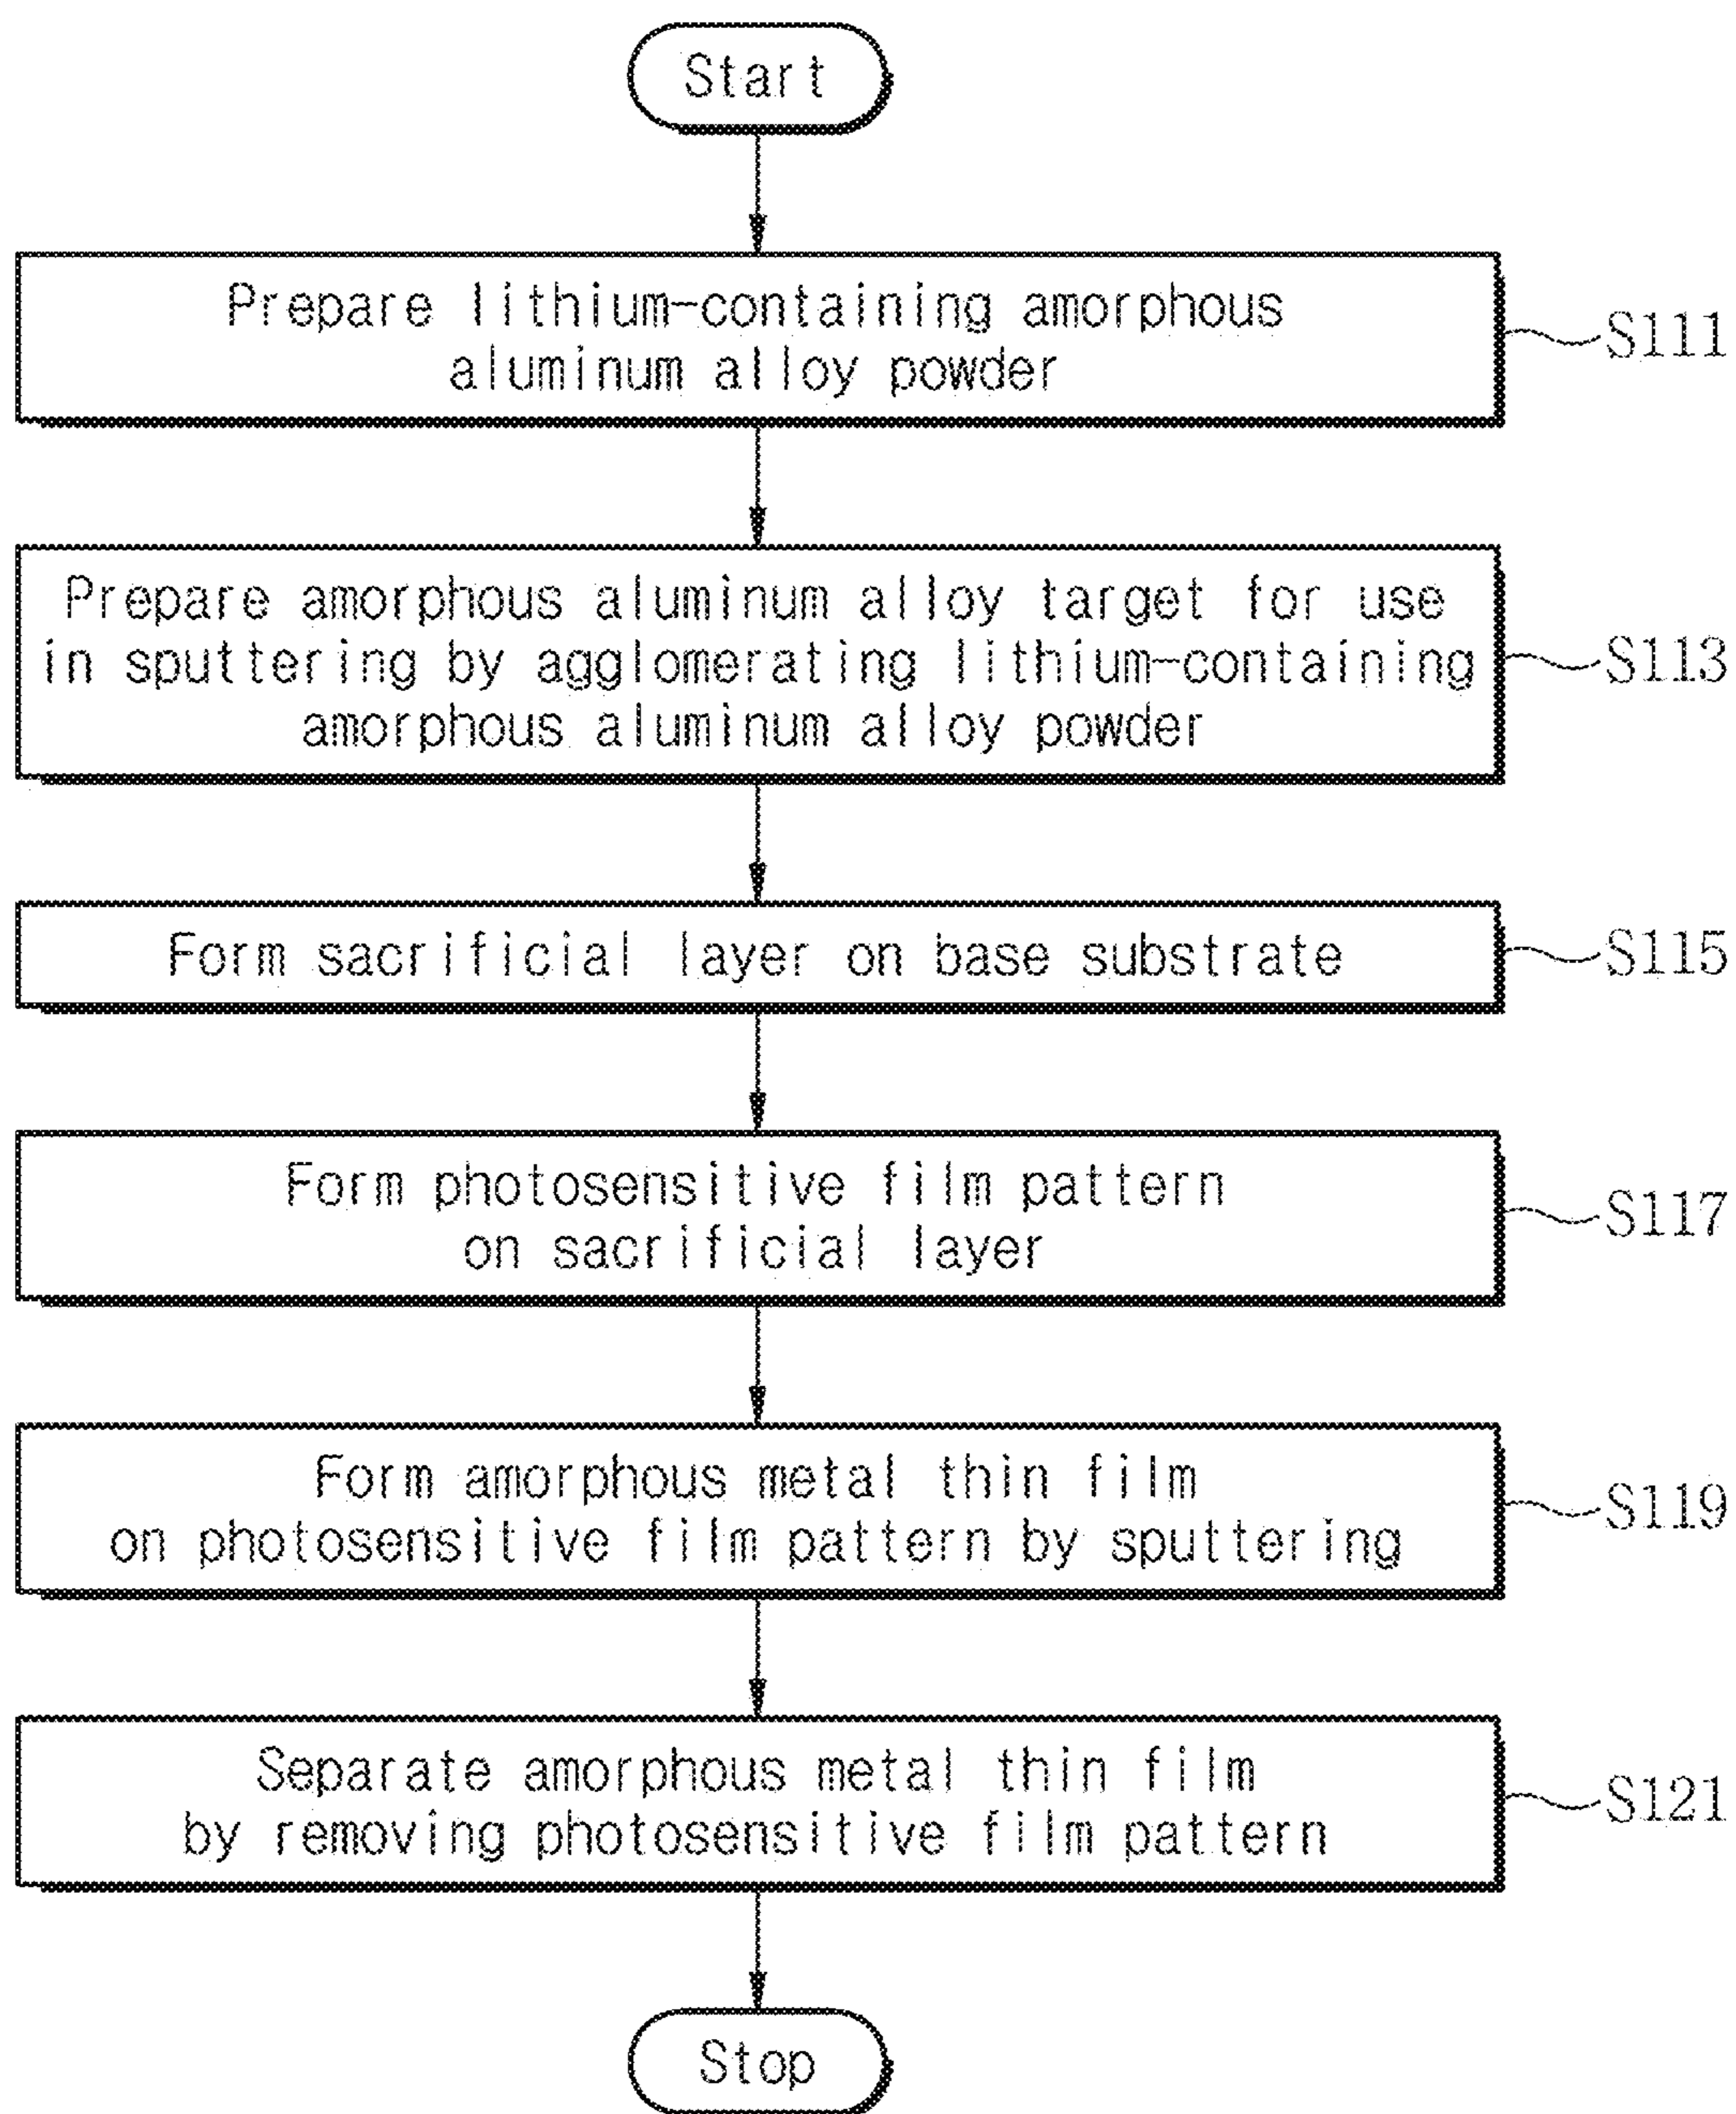 Start
Prepare lithium-containing amorphous
aluminum alloy powder
S111
Prepare amorphous aluminum alloy target for use
in sputtering by agglomerating lithium-containing
amorphous aluminum alloy powder
S113
Form sacrificial layer on base substrate
S115
Form photosensitive film pattern
on sacrificial layer
S117
Form amorphous metal thin film
on photosensitive film pattern by sputtering
S119
Separate amorphous metal thin film
by removing photosensitive film pattern
S121
Stop